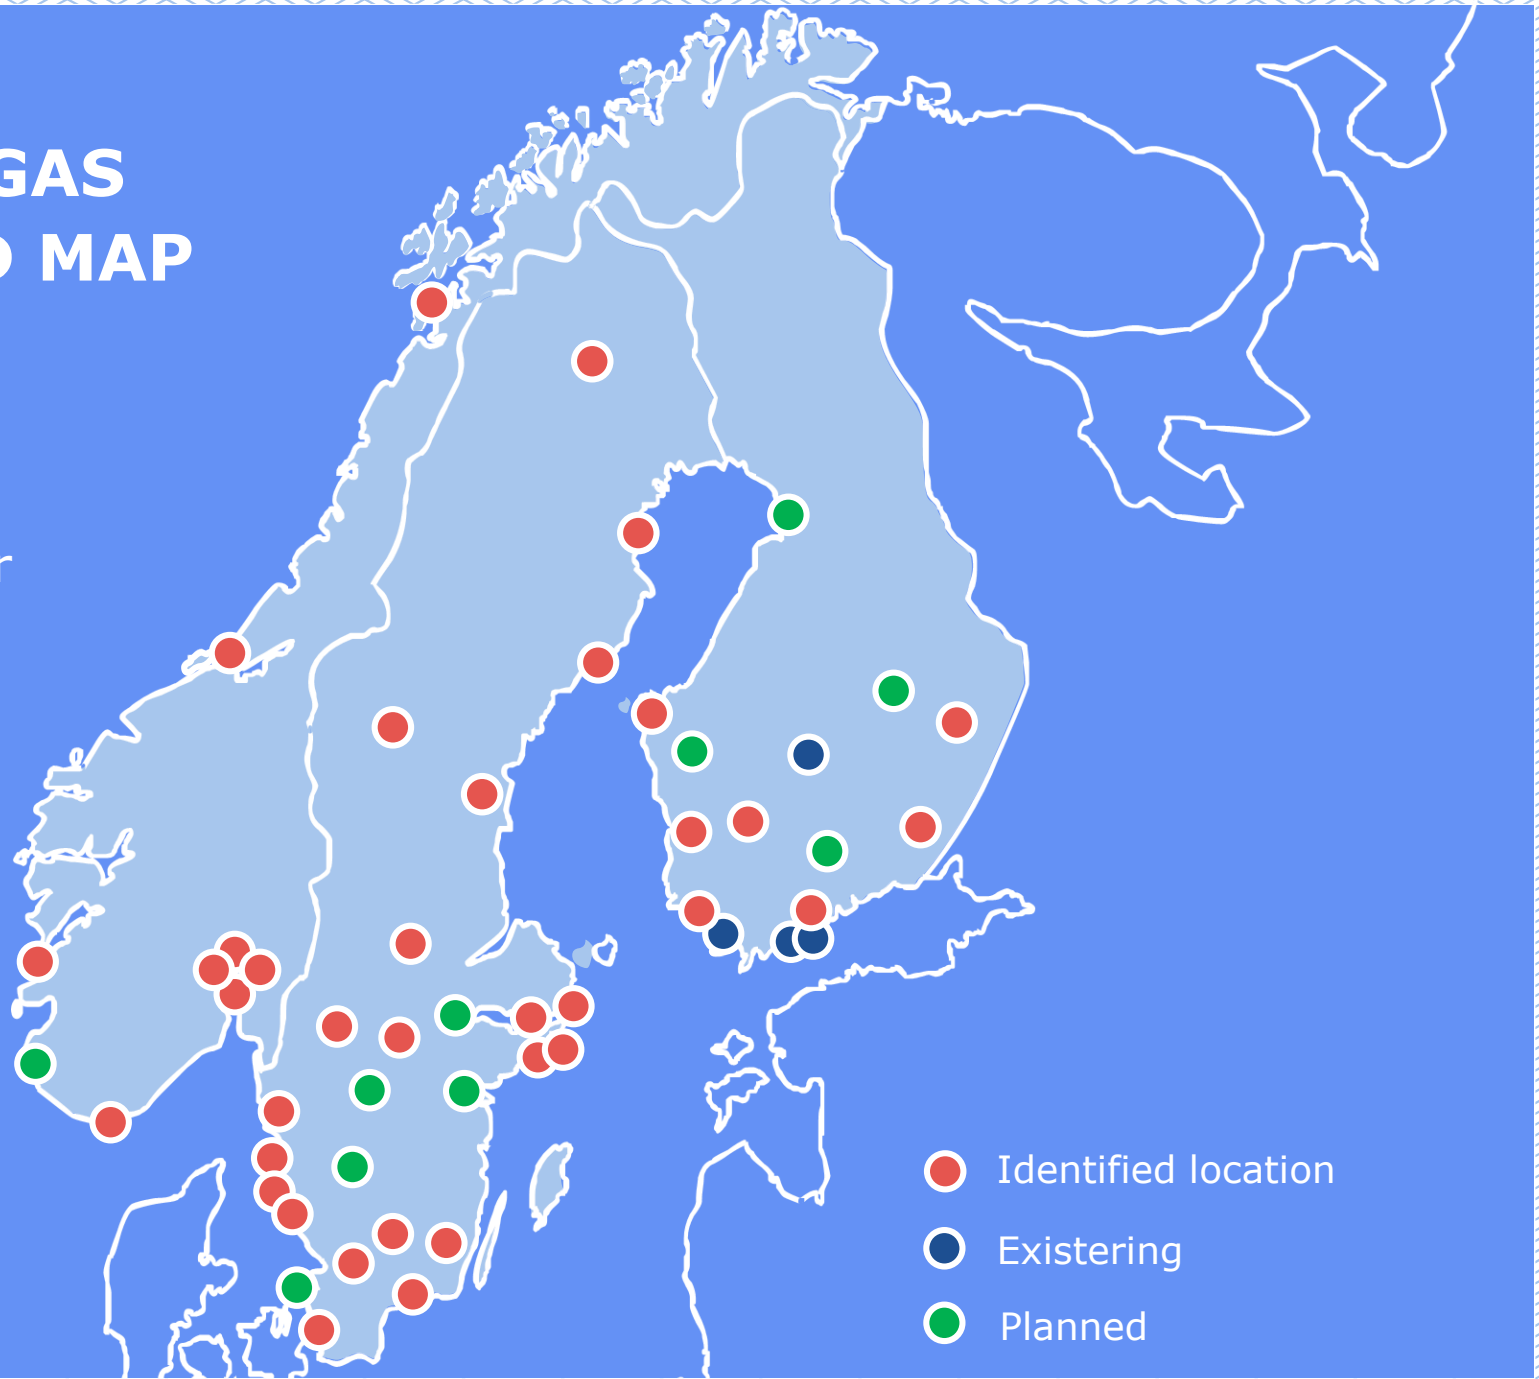 GAS
MAP
Identified location
Existering
Planned